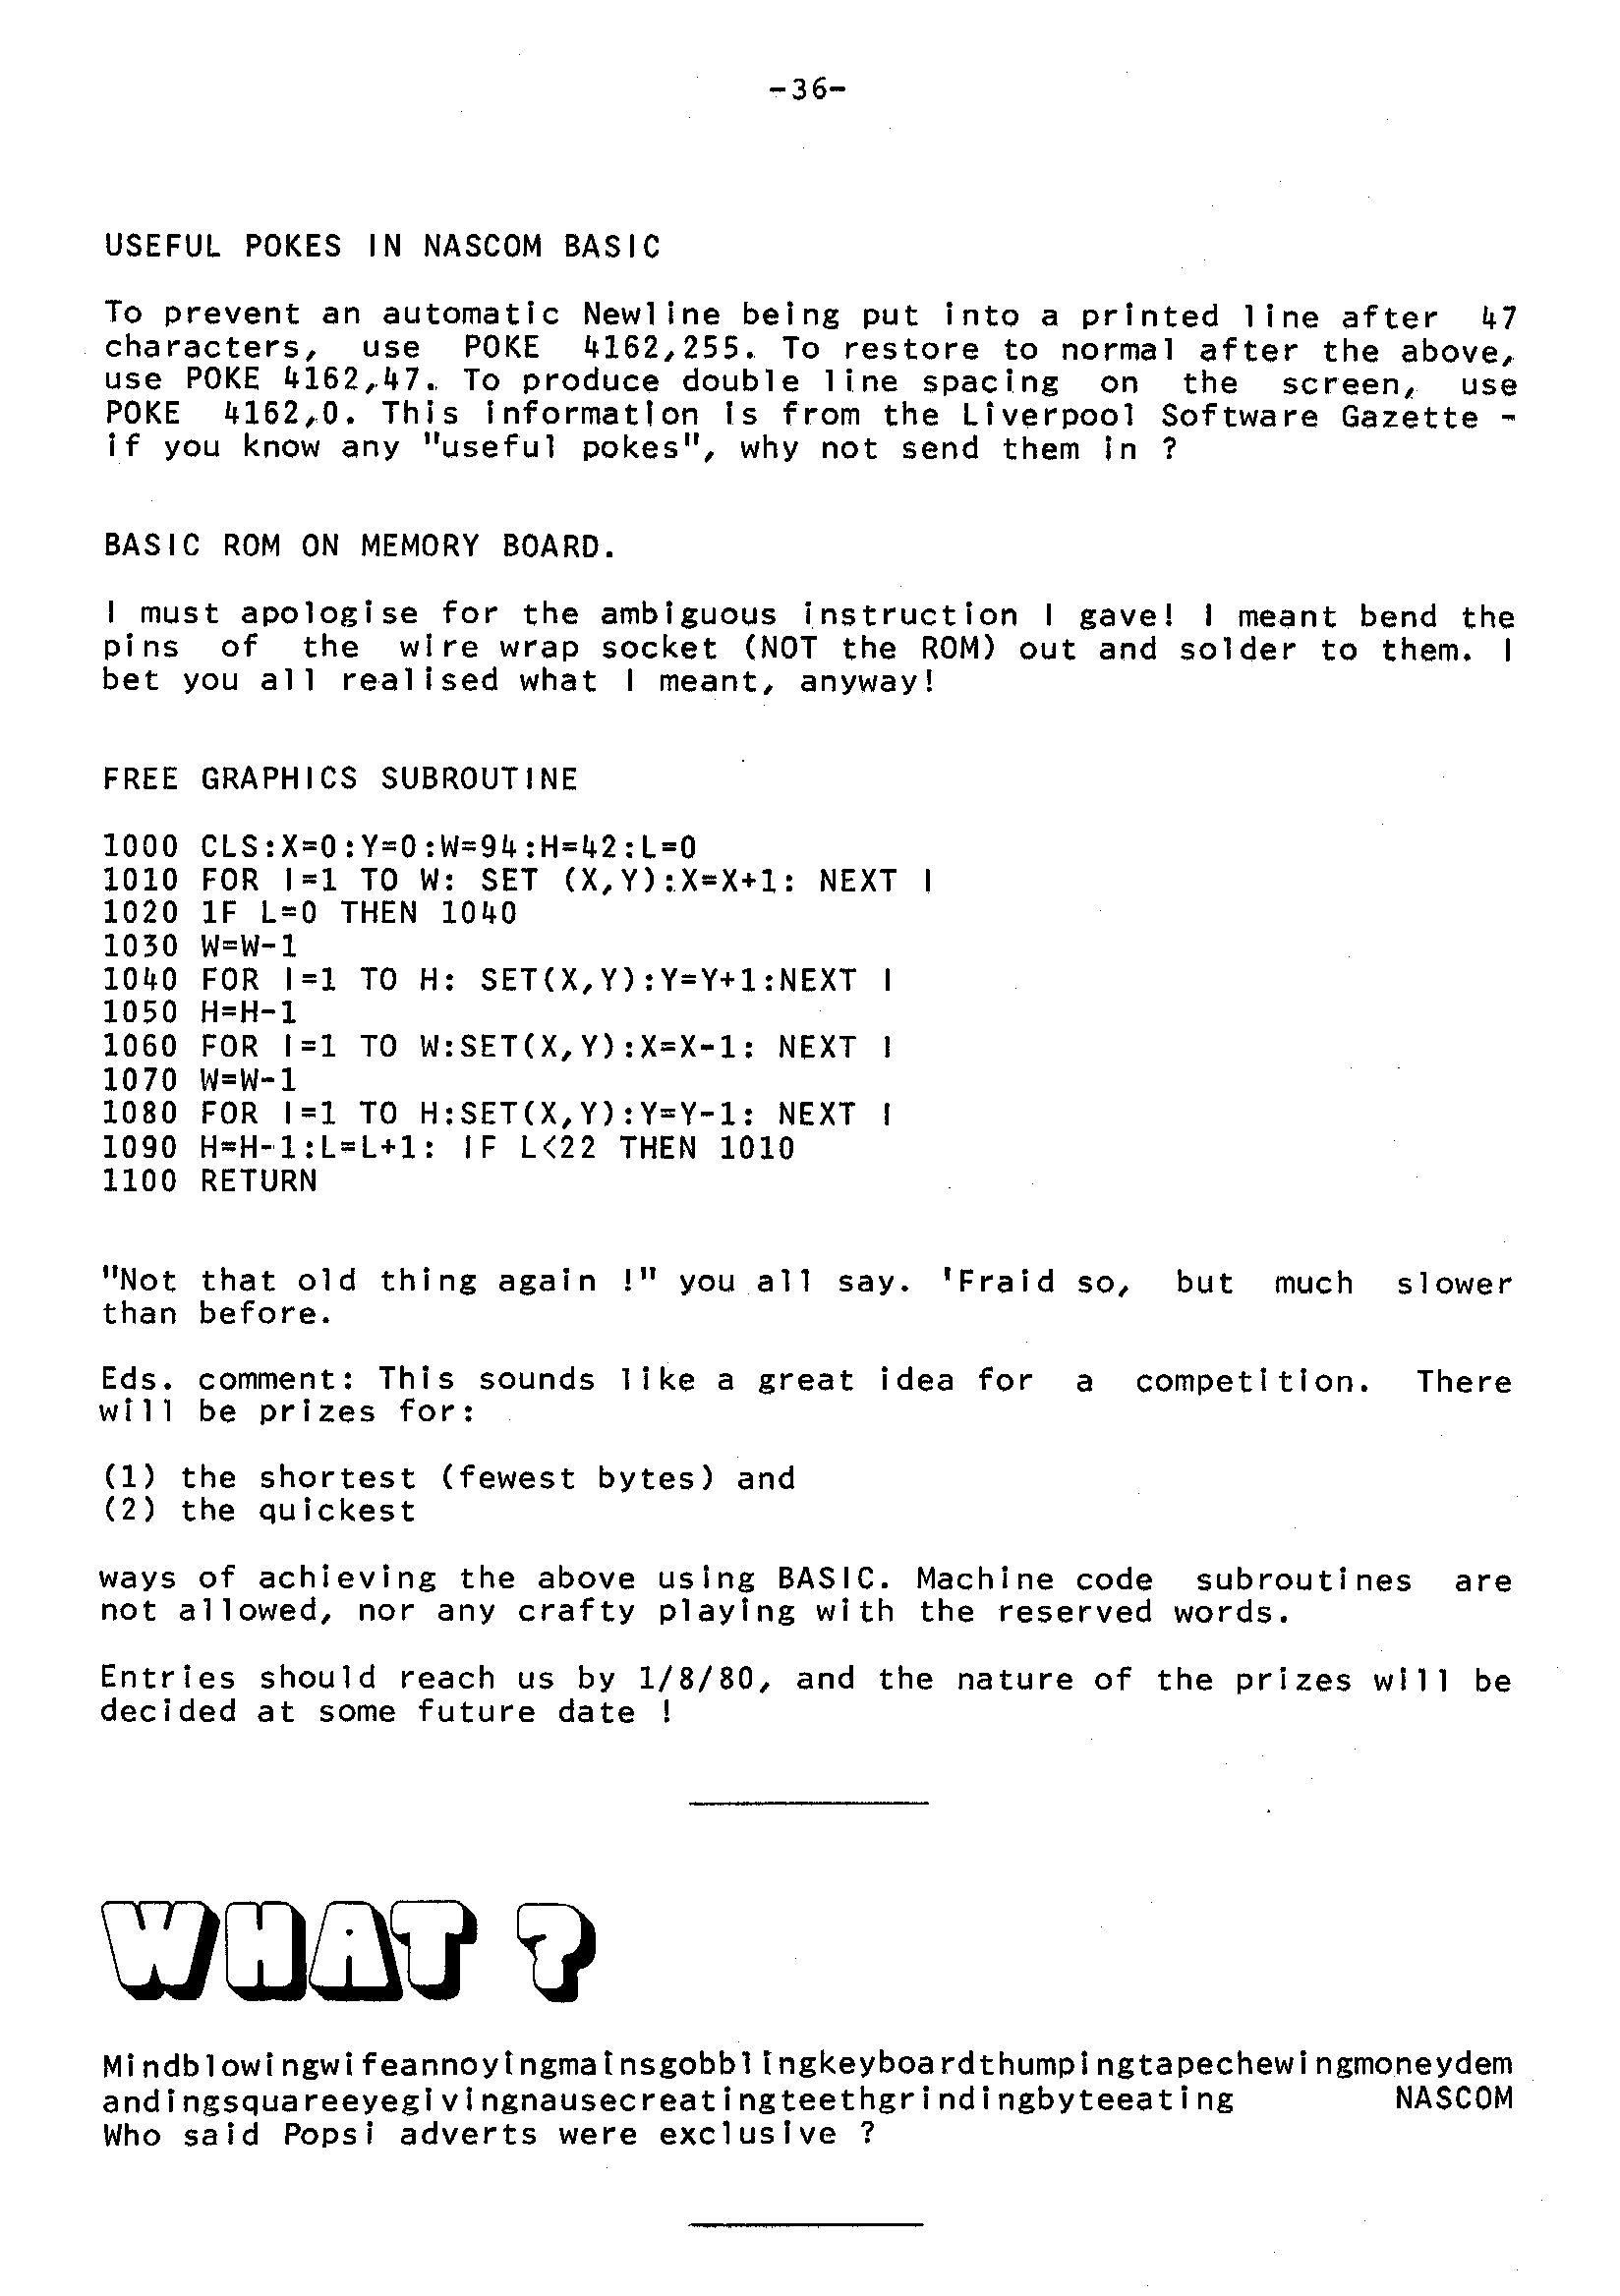 -36-
USEFUL POKES IN NASCOM BASIC
To prevent an automatic Newline being put into a printed line after 47
characters, use POKE 4162,255. To restore to normal after the above,
use POKE 4162,47. To produce double line spacing on the screen, use
POKE 4162,0. This information is from the Liverpool Software Gazette -
if you know any "useful pokes", why not send them in ?
BASIC ROM ON MEMORY BOARD.
I must apologise for the ambiguous instruction I gave! I meant bend the
pins of the wire wrap socket (NOT the ROM) out and solder to them. I
bet you all realised what I meant, anyway!
FREE GRAPHICS SUBROUTINE
1000 CLS:X=0:Y=0:W=94:H=42:L=0
1010 FOR I=1 TO W: SET (X,Y):X=X+1: NEXT I
1020 1F L=0 THEN 1040
1030 W=W-1
1040 FOR I=1 TO H: SET(X,Y):Y=Y+1:NEXT I
1050 H=H-1
1060 FOR I=1 TO W:SET(X,Y):X=X-1: NEXT I
1070 W=W-1
1080 FOR I=1 TO H:SET(X,Y):Y=Y-1: NEXT I
1090 H=H-1:L=L+1: IF L<22 THEN 1010
1100 RETURN
"Not that old thing again !" you all say. 'Fraid so, but much slower
than before.
Eds. comment: This sounds like a great idea for a competition. There
will be prizes for:
(1) the shortest (fewest bytes) and
(2) the quickest
ways of achieving the above using BASIC. Machine code subroutines are
not allowed, nor any crafty playing with the reserved words.
Entries should reach us by 1/8/80, and the nature of the prizes will be
decided at some future date !
WHAT ?
Mindblowingwifeannoyingmainsgobblingkeyboardthumpingtapechewingmoneydem
andingsquareeyegivingnausecreatingteethgrindingbyteeating NASCOM
Who said Popsi adverts were exclusive ?